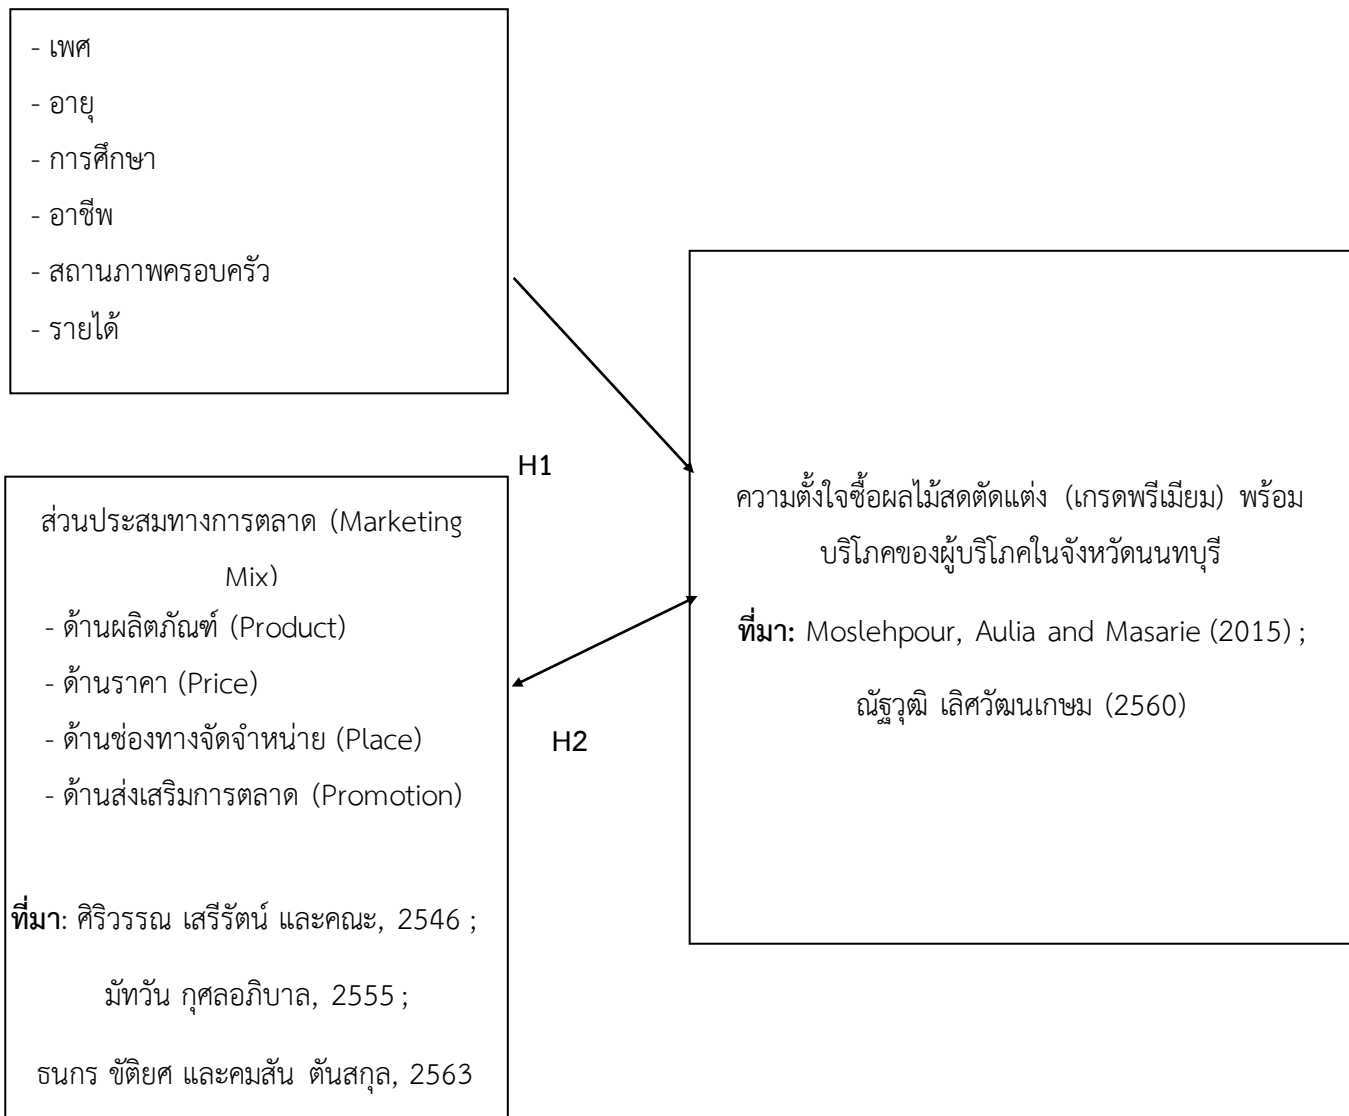 - เพศ
- อายุ
- การศึกษา
- อาชีพ
- สถานภาพครอบครัว
- รายได้
H1
ส่วนประสมทางการตลาด (Marketing
Mix)
- ด้านผลิตภัณฑ์ (Product)
- ด้านราคา (Price)
- ด้านช่องทางจัดจำหน่าย (Place)
- ด้านส่งเสริมการตลาด (Promotion)
ที่มา: ศิริวรรณ เสรีรัตน์ และคณะ, 2546 ;
มัทวัน กุศลอภิบาล, 2555 ;
ธนกร ขัติยศ และคมสัน ตันสกุล, 2563
H2
ความตั้งใจซื้อผลไม้สดตัดแต่ง (เกรดพรีเมียม) พร้อม
บริโภคของผู้บริโภคในจังหวัดนนทบุรี
ที่มา: Moslehpour, Aulia and Masarie (2015) ;
ณัฐวุฒิ เลิศวัฒนเกษม (2560)